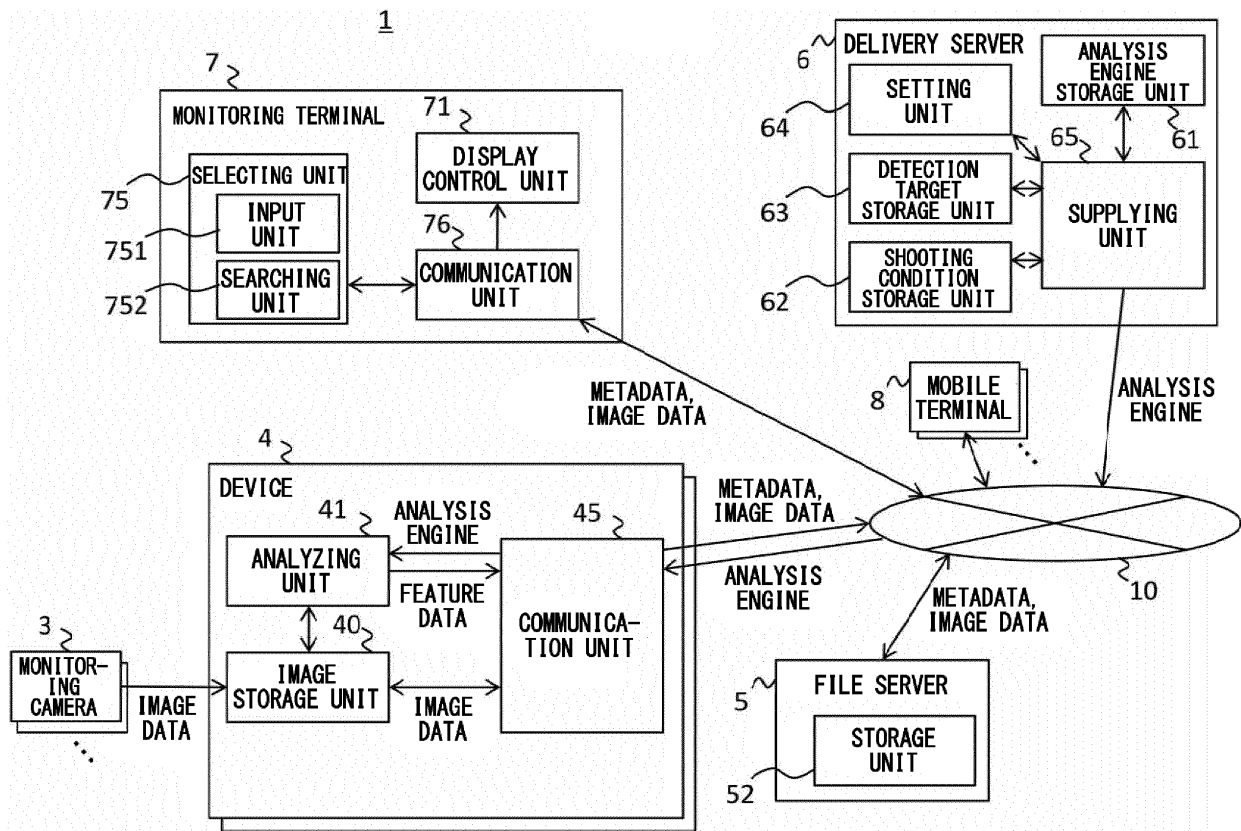 1
7
MONITORING TERMINAL
71
DISPLAY
CONTROL UNIT
SELECTING UNIT
75
INPUT
UNIT
751
SEARCHING
UNIT
752
76
COMMUNICATION
UNIT
6
DELIVERY SERVER
ANALYSIS
ENGINE
STORAGE UNIT
61
SETTING
UNIT
64
65
DETECTION
TARGET
STORAGE UNIT
63
SUPPLYING
UNIT
SHOOTING
CONDITION
STORAGE UNIT
62
METADATA,
IMAGE DATA
8
MOBILE
TERMINAL
ANALYSIS
ENGINE
4
DEVICE
41
ANALYZING
UNIT
ANALYSIS
ENGINE
FEATURE
DATA
45
COMMUNICA-
TION UNIT
METADATA,
IMAGE DATA
ANALYSIS
ENGINE
10
METADATA,
IMAGE DATA
3
MONITOR-
ING
CAMERA
IMAGE
DATA
40
IMAGE
STORAGE UNIT
IMAGE
DATA
5
FILE SERVER
STORAGE
UNIT
52